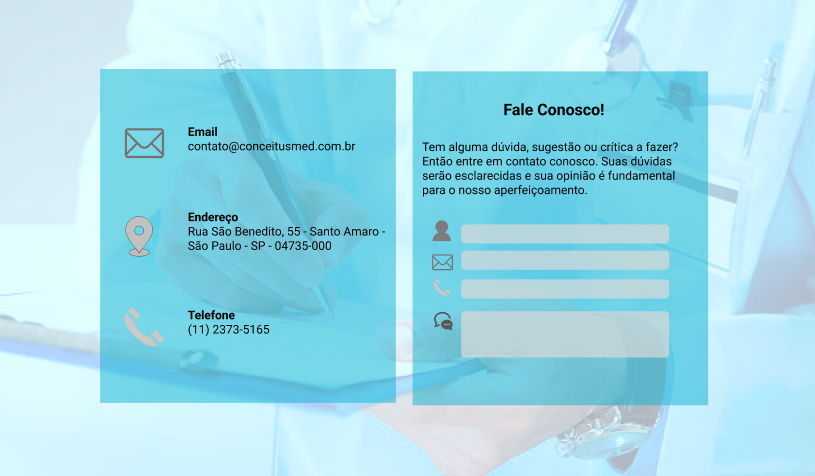 Email
contato@conceitusmed.com.br
Endereço
Rua São Benedito, 55 - Santo Amaro -
São Paulo - SP - 04735-000
Telefone
(11) 2373-5165
Fale Conosco!
Tem alguma dúvida, sugestão ou crítica a fazer?
Então entre em contato conosco. Suas dúvidas
serão esclarecidas e sua opinião é fundamental
para o nosso aperfeiçoamento.